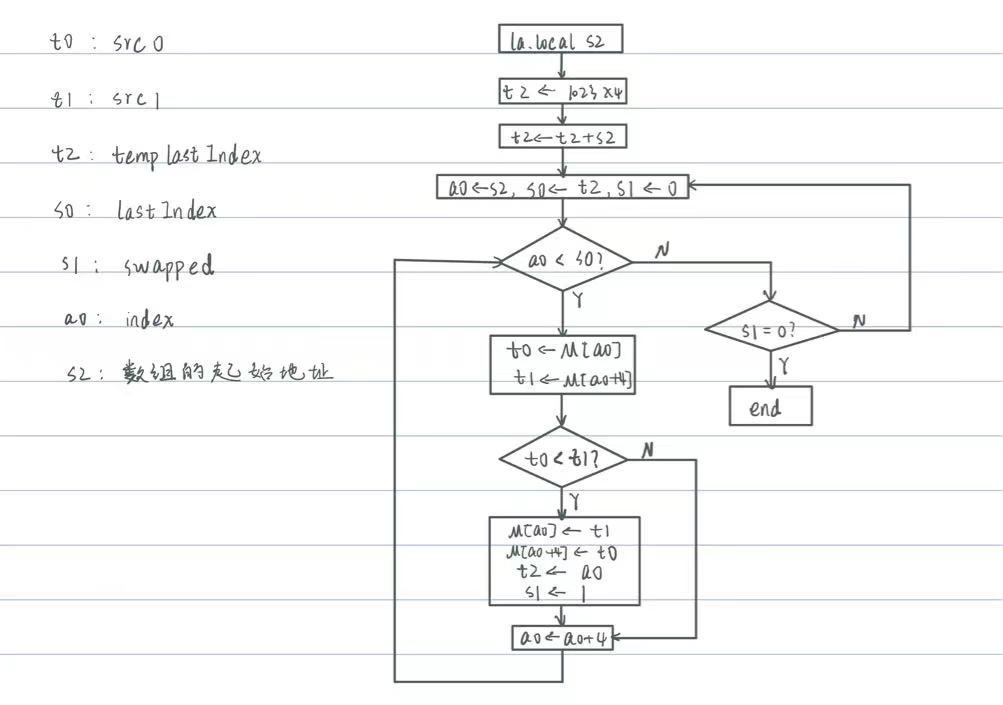 t0 : src 0
t1 : src 1
t2 : temp last Index
s0 : last Index
s1 : swapped
a0 : index
s2 : 数组的起始地址
la.local s2
t2 ← 1023 x4
t2←t2+s2
a0←s2, s0← t2, s1 ← 0
a0 < s0?
N
Y
s1 = 0?
N
Y
end
t0 ← M[a0]
t1 ← M[a0+4]
t0 < t1?
N
Y
M[a0] ← t1
M[a0+4] ← t0
t2 ← a0
s1 ← 1
a0 ← a0+4